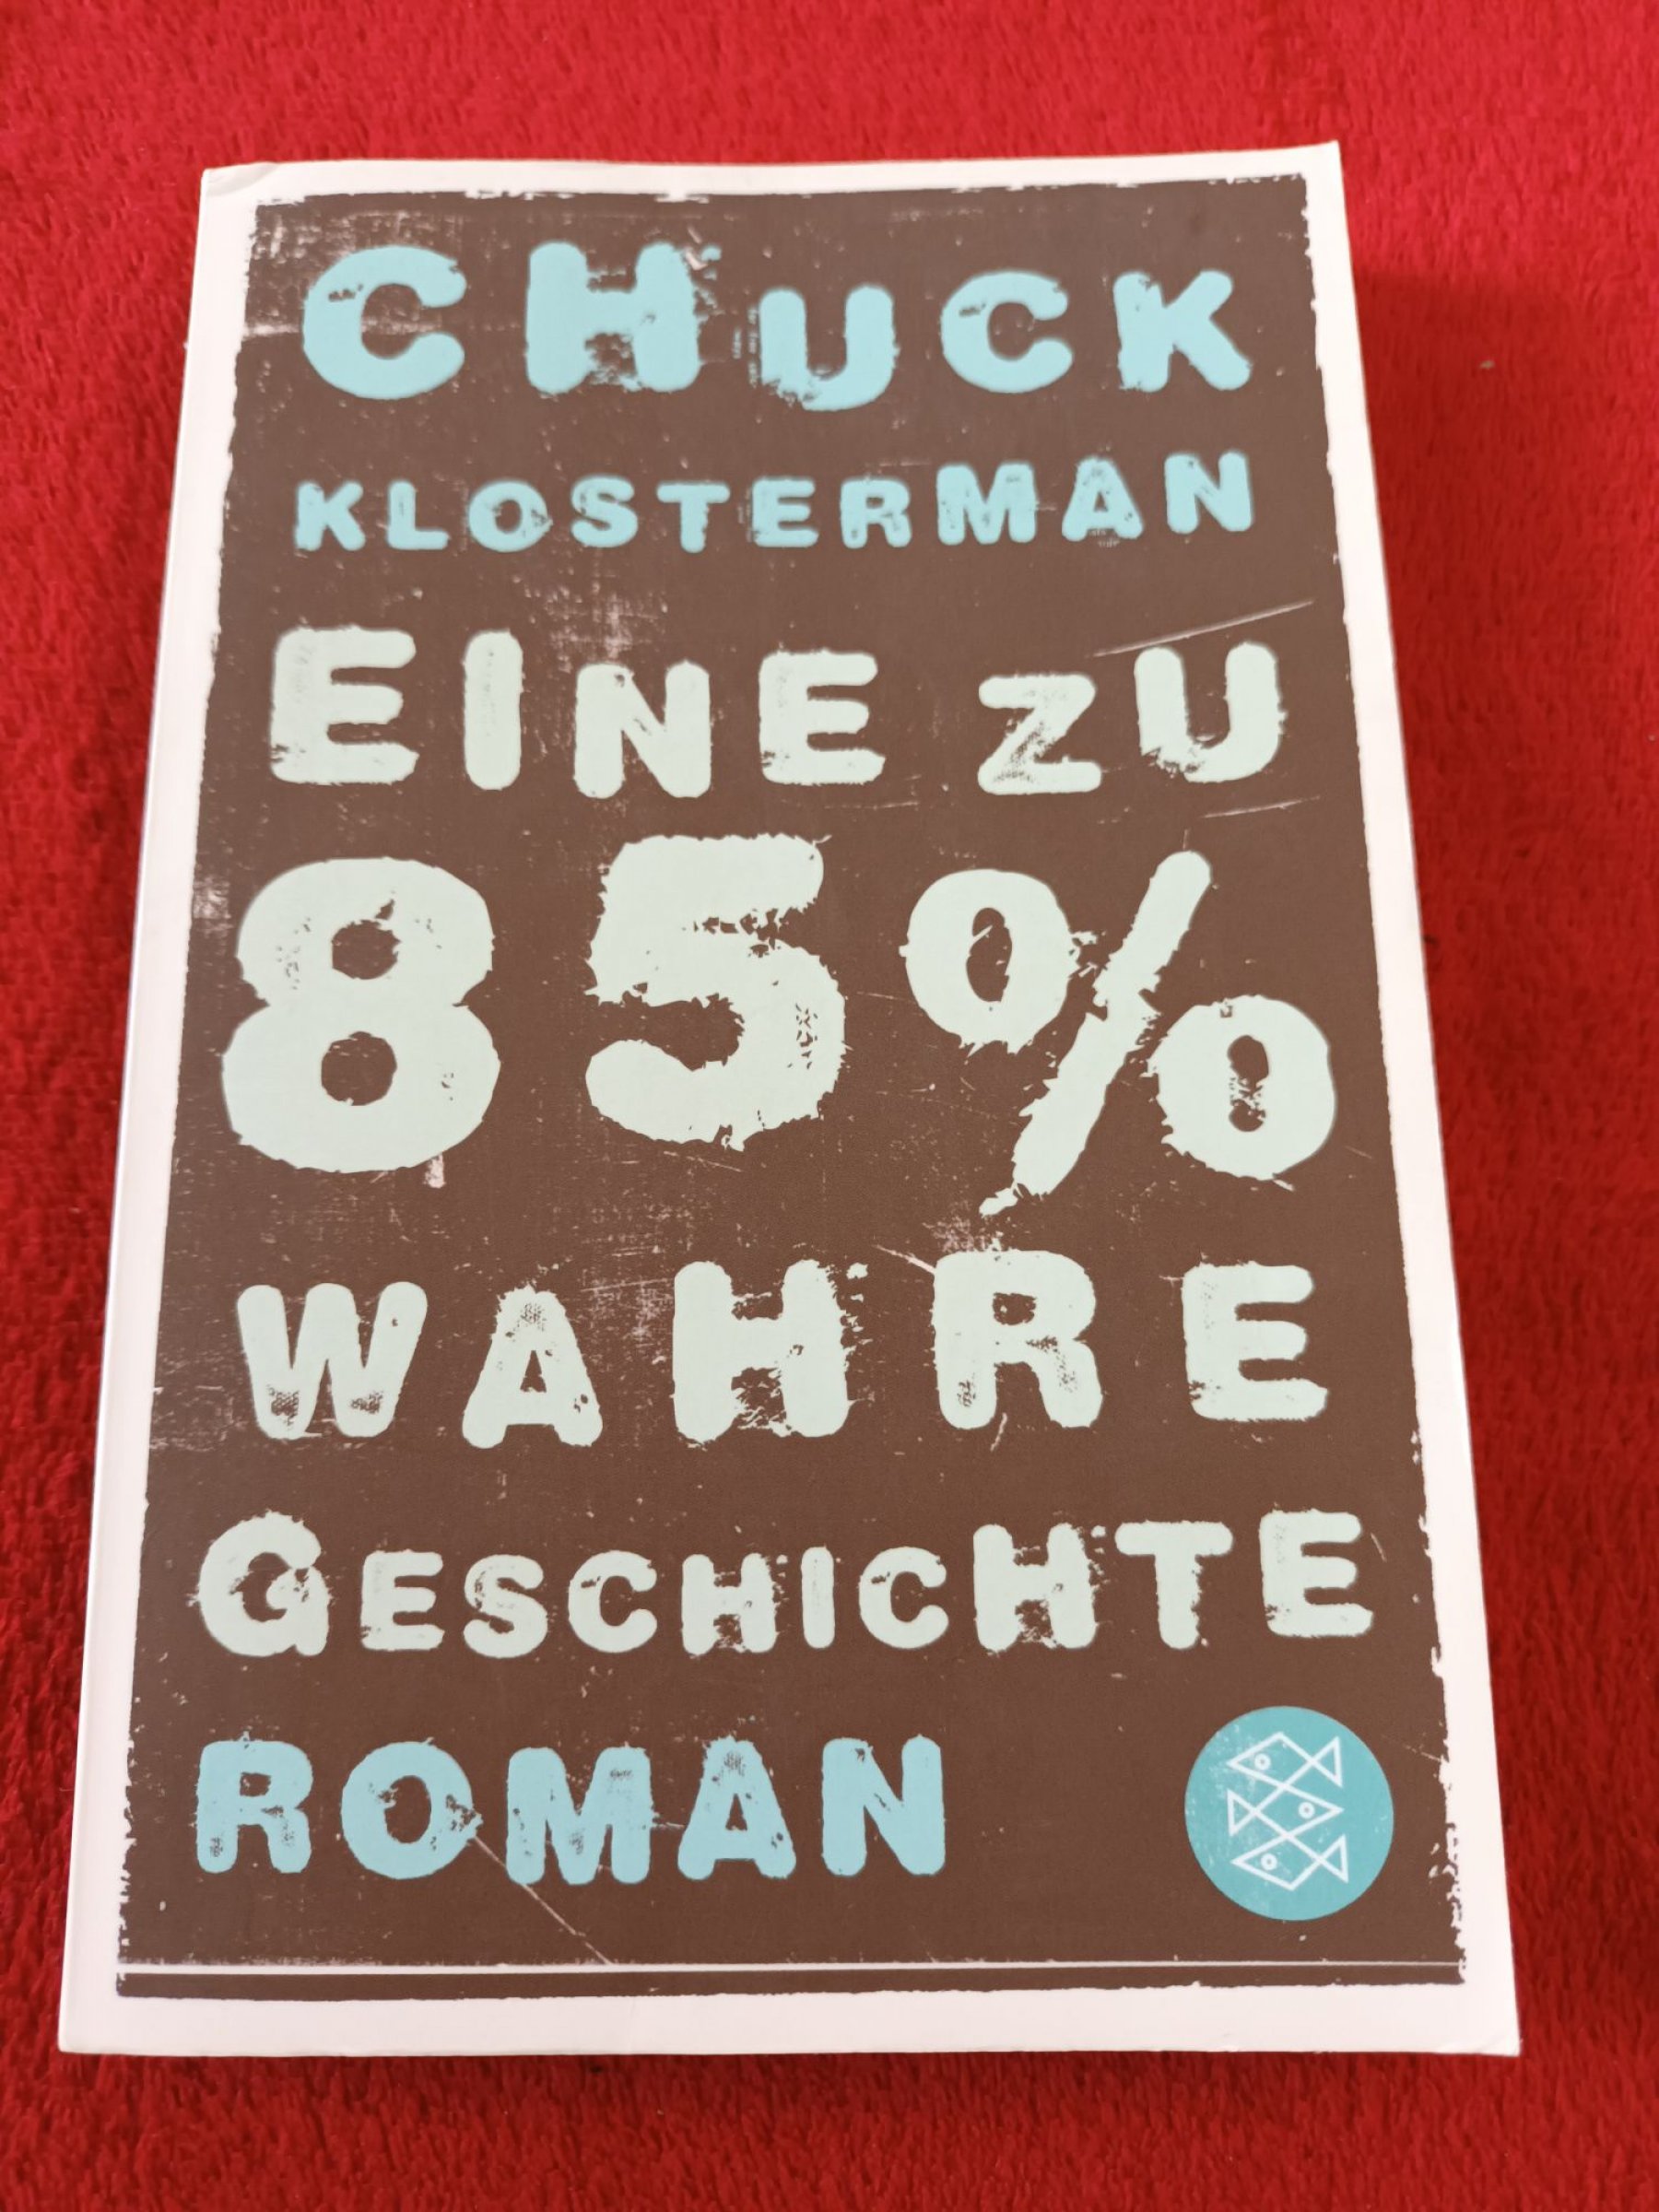 CHUCK
KLOSTERMAN
EINE ZU
85%
WAHRE
GESCHICHTE
ROMAN